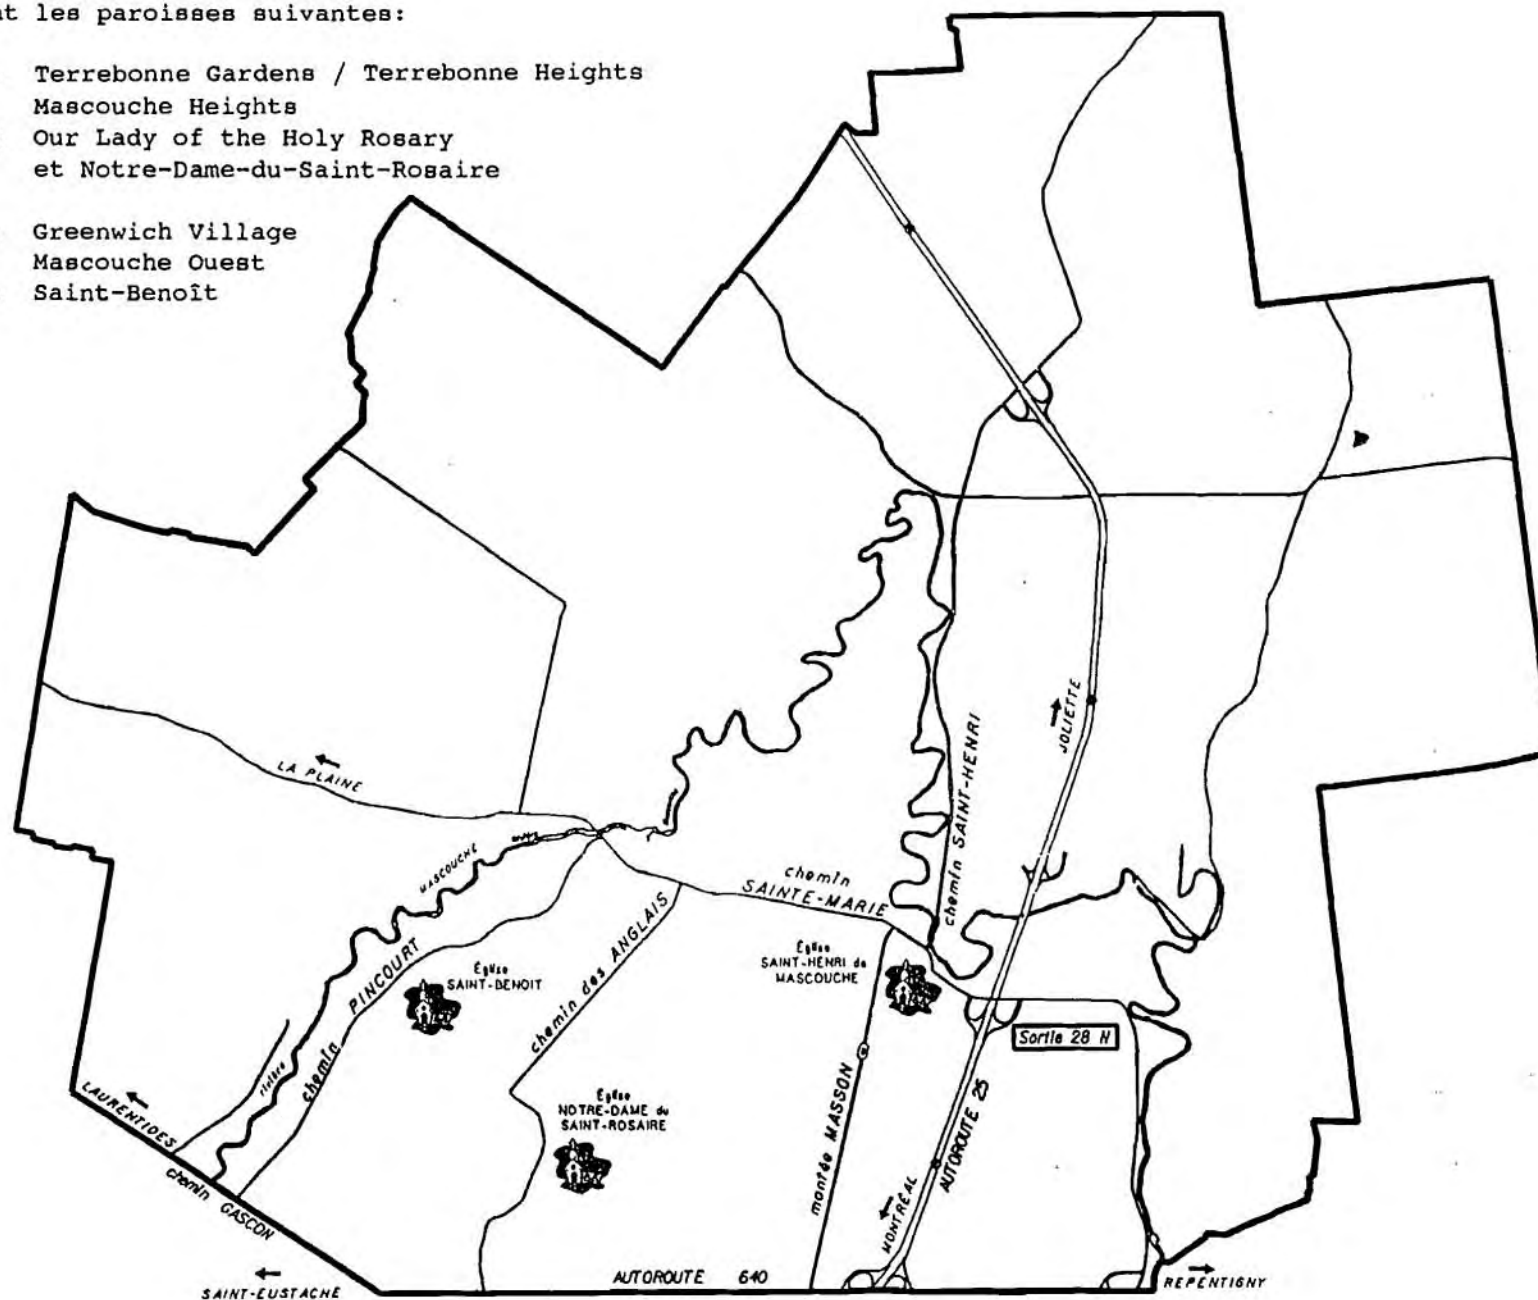 nt les paroisses suivantes:
Terrebonne Gardens / Terrebonne Heights
Mascouche Heights
Our Lady of the Holy Rosary
et Notre-Dame-du-Saint-Rosaire
Greenwich Village
Mascouche Ouest
Saint-Benoît
JOLIETTE
LA PLAINE
chemin SAINT-HENRI
MASCOUCHE
chemin
SAINTE-MARIE
chemin des ANGLAIS
chemin PINCOURT
Église
SAINT-BENOIT
Église
SAINT-HENRI de
MASCOUCHE
Sortie 28 N
rivière
montée MASSON
AUTOROUTE 25
LAURENTIDES
Église
NOTRE-DAME du
SAINT-ROSAIRE
chemin GASCON
MONTRÉAL
AUTOROUTE 640
SAINT-EUSTACHE
REPENTIGNY